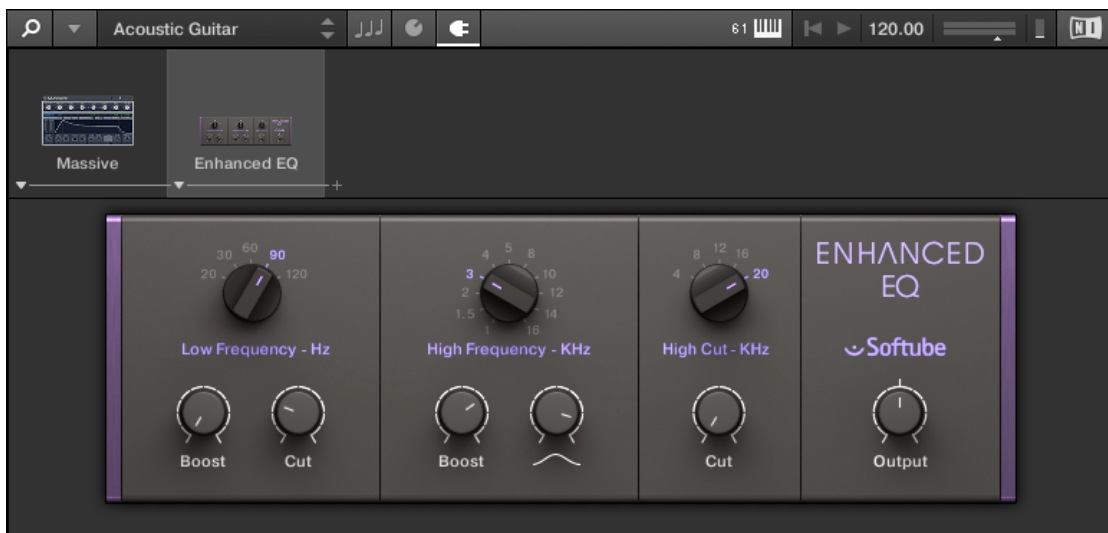 Acoustic Guitar
61
120.00
NI
Massive
Enhanced EQ
20 30 60 90 120
Low Frequency - Hz
Boost
Cut
1 1.5 2 3 4 5 8 10 12 14 16
High Frequency - KHz
Boost
4 8 12 16 20
High Cut - KHz
Cut
ENHANCED
EQ
Softube
Output